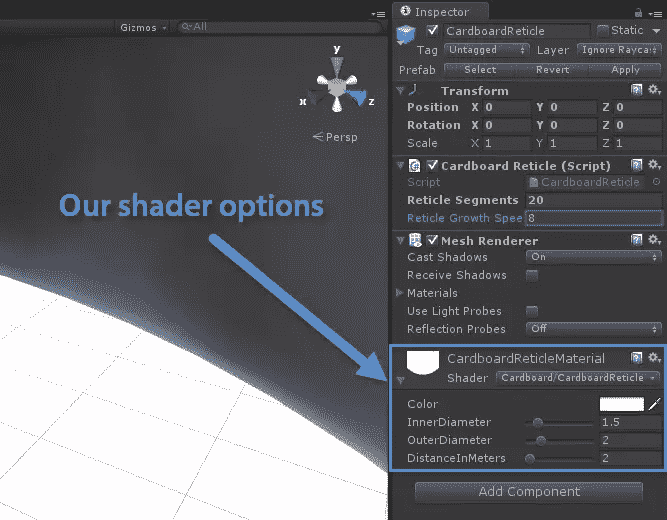 Gizmos
All
y
x
z
Persp
Our shader options
Inspector
CardboardReticle
Static
Tag Untagged Layer Ignore Rayca
Prefab Select Revert Apply
Transform
Position X 0 Y 0 Z 0
Rotation X 0 Y 0 Z 0
Scale X 1 Y 1 Z 1
Cardboard Reticle (Script)
Script CardboardReticle
Reticle Segments 20
Reticle Growth Spee 8
Mesh Renderer
Cast Shadows On
Receive Shadows
Materials
Use Light Probes
Reflection Probes Off
CardboardReticleMaterial
Shader Cardboard/CardboardReticle
Color
InnerDiameter 1.5
OuterDiameter 2
DistanceInMeters 2
Add Component